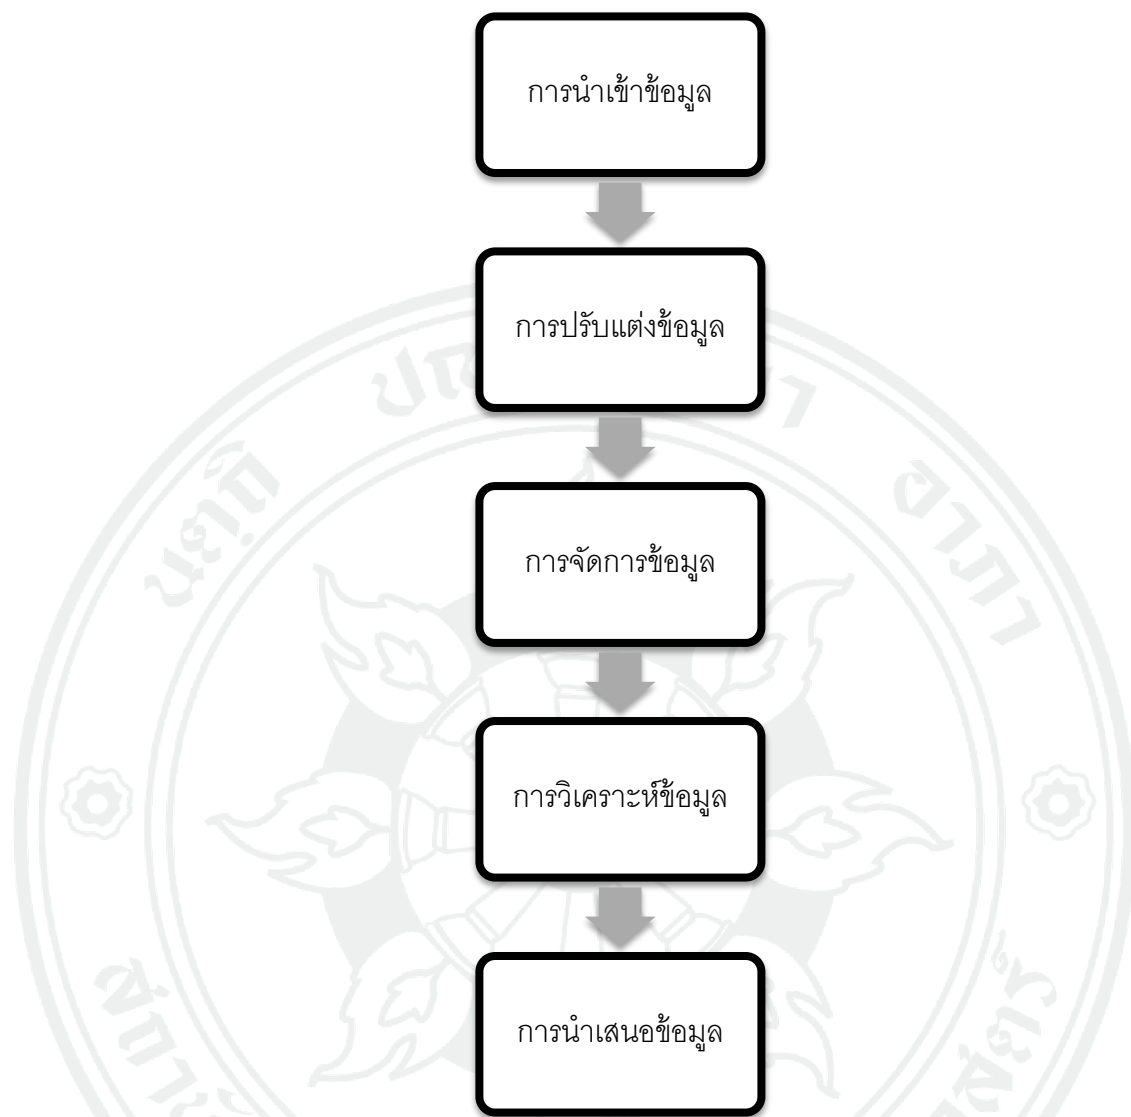 การนำเข้าข้อมูล
การปรับแต่งข้อมูล
การจัดการข้อมูล
การวิเคราะห์ข้อมูล
การนำเสนอข้อมูล